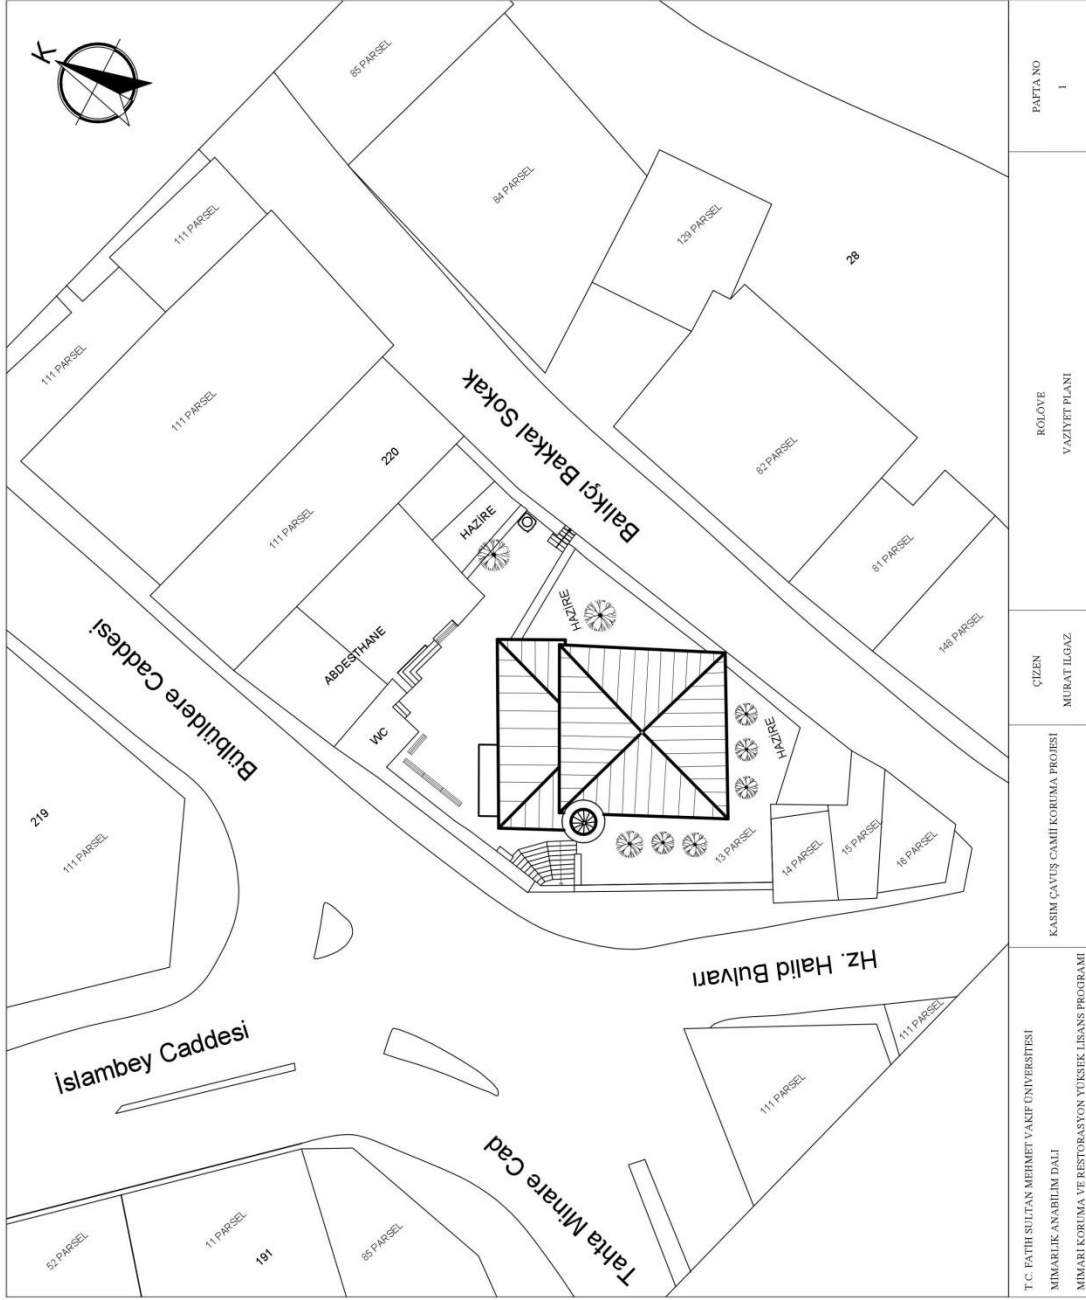 K
85 PARSEL
84 PARSEL
111 PARSEL
129 PARSEL
28
111 PARSEL
111 PARSEL
Balıkçı Bakkal Sokak
220
82 PARSEL
111 PARSEL
HAZİRE
81 PARSEL
HAZİRE
148 PARSEL
ABDESTHANE
Bülbüldere Caddesi
WC
HAZİRE
219
111 PARSEL
13 PARSEL
14 PARSEL
15 PARSEL
16 PARSEL
Hz. Halid Bulvarı
İslambey Caddesi
111 PARSEL
111 PARSEL
Tahta Minare Cad
52 PARSEL
11 PARSEL
191
85 PARSEL
T.C. FATİH SULTAN MEHMET VAKIF ÜNİVERSİTESİ
MİMARLIK ANABİLİM DALI
MİMARİ KORUMA VE RESTORASYON YÜKSEK LİSANS PROGRAMI
KASIM ÇAVUŞ CAMİİ KORUMA PROJESİ
ÇİZEN
MURAT ILGAZ
RÖLÖVE
VAZİYET PLANI
PAFTA NO
1